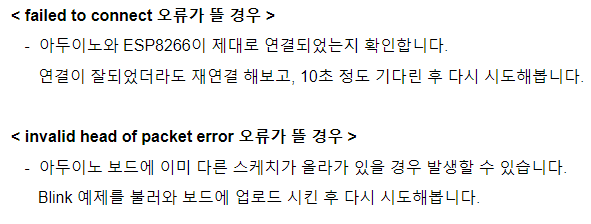 < failed to connect 오류가 뜰 경우 >
- 아두이노와 ESP8266이 제대로 연결되었는지 확인합니다.
연결이 잘되었더라도 재연결 해보고, 10초 정도 기다린 후 다시 시도해봅니다.
< invalid head of packet error 오류가 뜰 경우 >
- 아두이노 보드에 이미 다른 스케치가 올라가 있을 경우 발생할 수 있습니다.
Blink 예제를 불러와 보드에 업로드 시킨 후 다시 시도해봅니다.